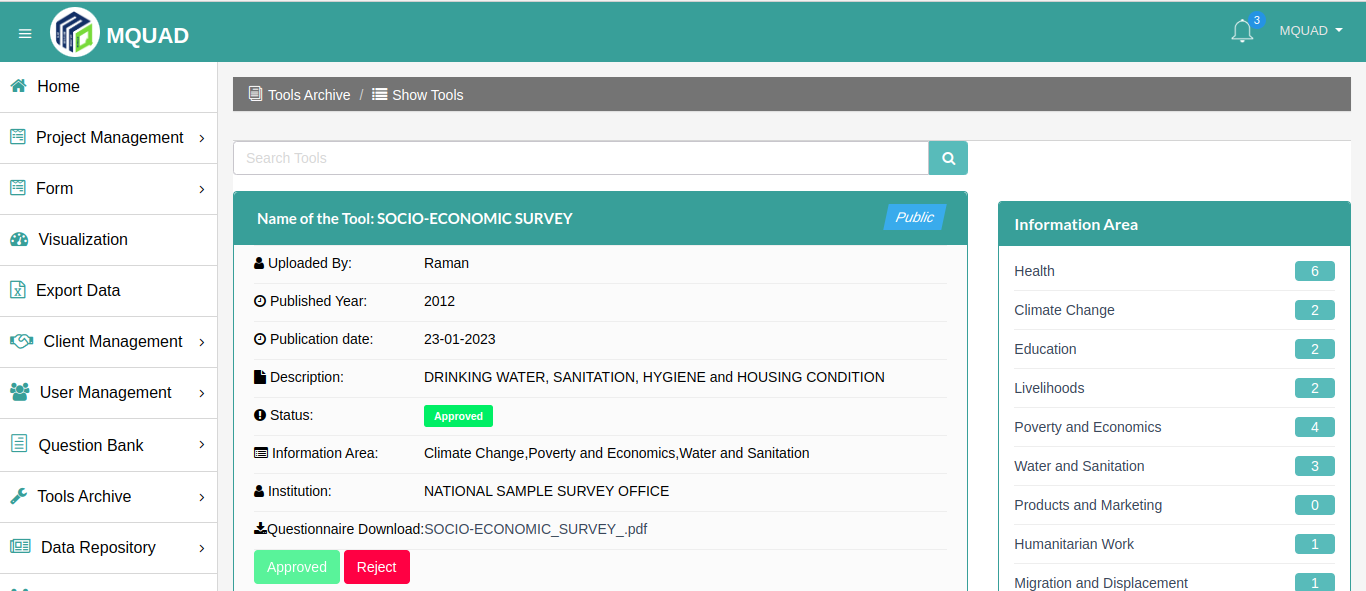 MQUAD
3
MQUAD
Home
Project Management
Form
Visualization
Export Data
Client Management
User Management
Question Bank
Tools Archive
Data Repository
Tools Archive / Show Tools
Search Tools
Name of the Tool: SOCIO-ECONOMIC SURVEY
Public
Uploaded By: Raman
Published Year: 2012
Publication date: 23-01-2023
Description: DRINKING WATER, SANITATION, HYGIENE and HOUSING CONDITION
Status: Approved
Information Area: Climate Change,Poverty and Economics,Water and Sanitation
Institution: NATIONAL SAMPLE SURVEY OFFICE
Questionnaire Download:SOCIO-ECONOMIC_SURVEY_.pdf
Approved Reject
Information Area
Health 6
Climate Change 2
Education 2
Livelihoods 2
Poverty and Economics 4
Water and Sanitation 3
Products and Marketing 0
Humanitarian Work 1
Migration and Displacement 1